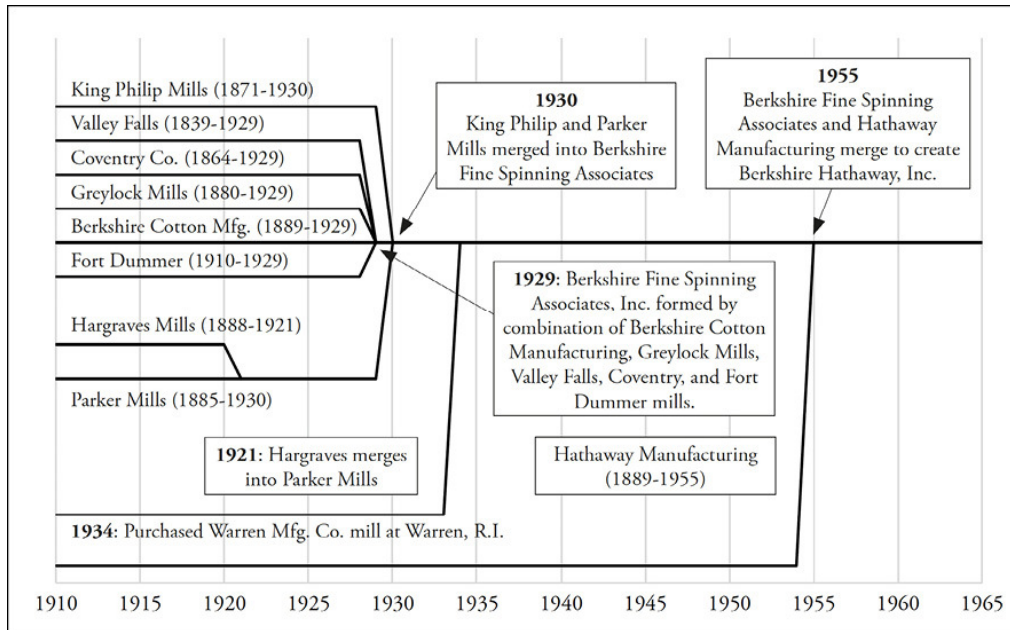 King Philip Mills (1871-1930)
Valley Falls (1839-1929)
Coventry Co. (1864-1929)
Greylock Mills (1880-1929)
Berkshire Cotton Mfg. (1889-1929)
Fort Dummer (1910-1929)
Hargraves Mills (1888-1921)
Parker Mills (1885-1930)
1930
King Philip and Parker
Mills merged into Berkshire
Fine Spinning Associates
1955
Berkshire Fine Spinning
Associates and Hathaway
Manufacturing merge to create
Berkshire Hathaway, Inc.
1929: Berkshire Fine Spinning
Associates, Inc. formed by
combination of Berkshire Cotton
Manufacturing, Greylock Mills,
Valley Falls, Coventry, and Fort
Dummer mills.
1921: Hargraves merges
into Parker Mills
Hathaway Manufacturing
(1889-1955)
1934: Purchased Warren Mfg. Co. mill at Warren, R.I.
1910 1915 1920 1925 1930 1935 1940 1945 1950 1955 1960 1965